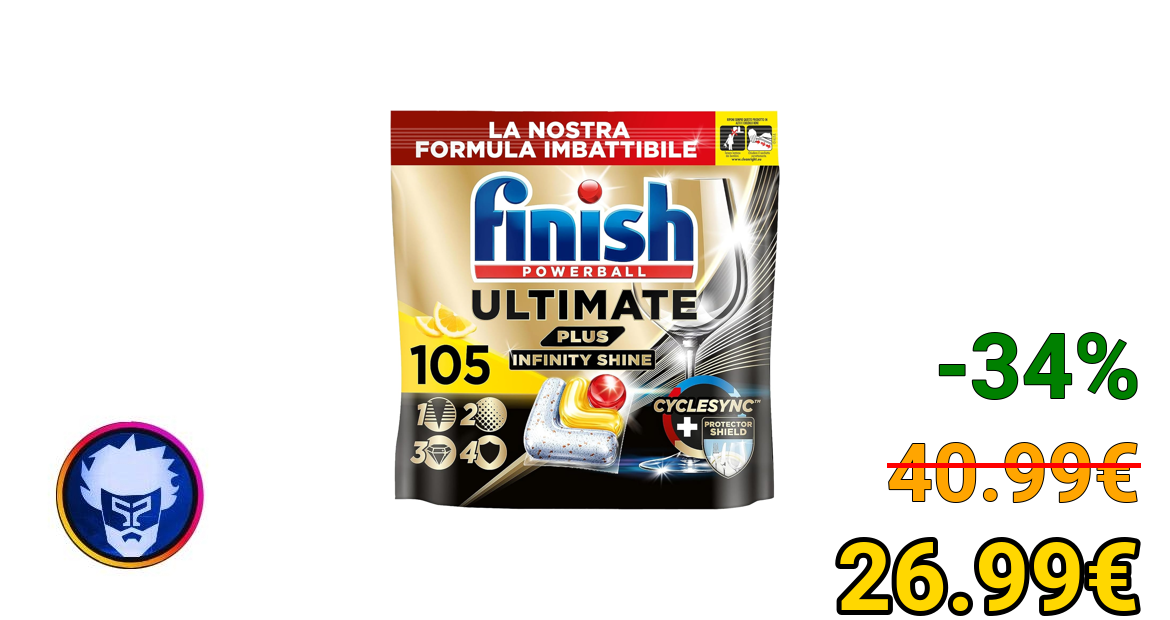 LA NOSTRA
FORMULA IMBATTIBILE
finish
POWERBALL
ULTIMATE
PLUS
INFINITY SHINE
105
1 2
3 4
CYCLESYNC™
+ PROTECTOR
SHIELD
-34%
40.99€
26.99€